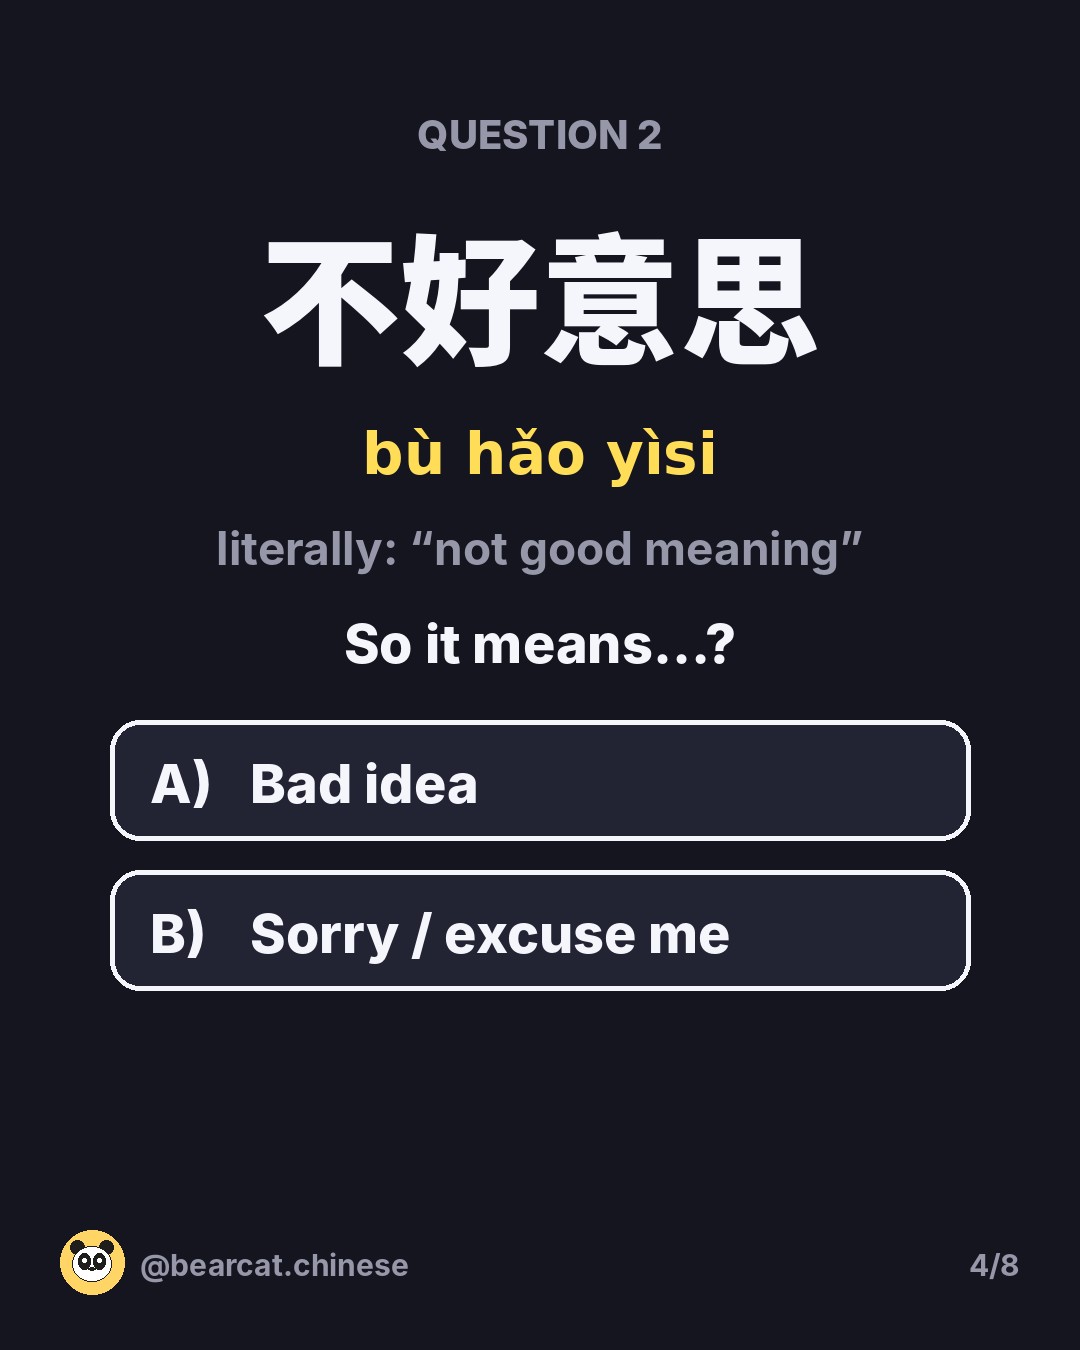 QUESTION 2
不好意思
bù hǎo yìsi
literally: “not good meaning”
So it means…?
A) Bad idea
B) Sorry / excuse me
@bearcat.chinese
4/8